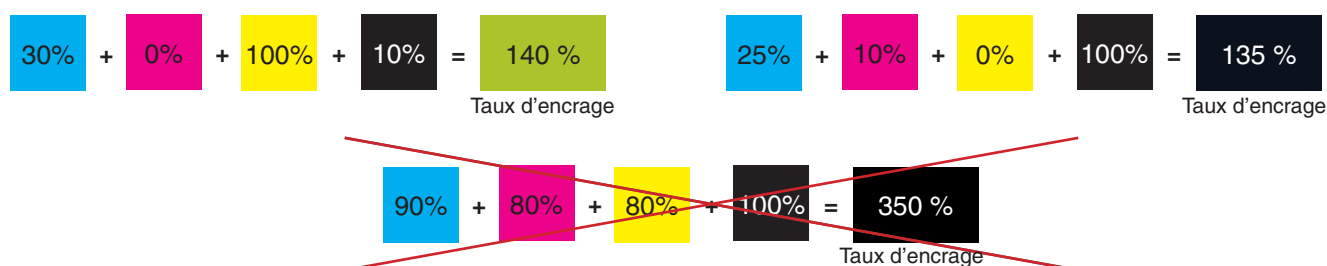 30% + 0% + 100% + 10% = 140 %
Taux d'encrage
25% + 10% + 0% + 100% = 135 %
Taux d'encrage
90% + 80% + 80% + 100% = 350 %
Taux d'encrage